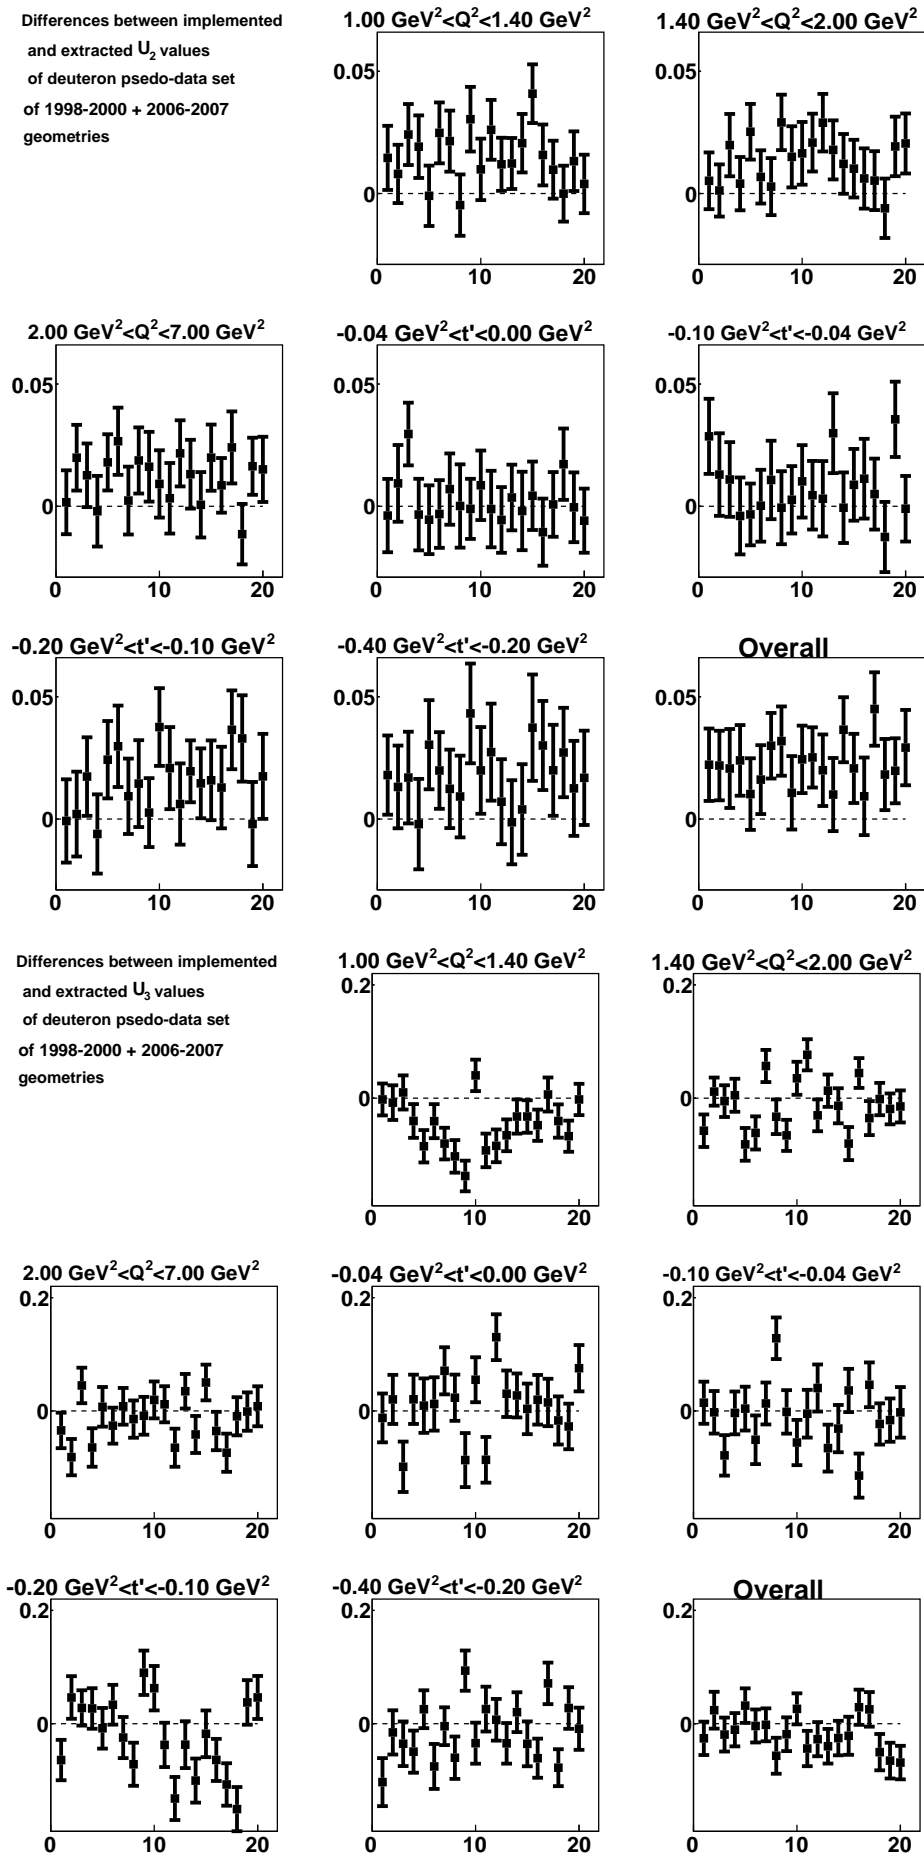 Differences between implemented
and extracted U₂ values
of deuteron psedo-data set
of 1998-2000 + 2006-2007
geometries
1.00 GeV²<Q²<1.40 GeV²
0.05
0
0 10 20
1.40 GeV²<Q²<2.00 GeV²
0.05
0
0 10 20
2.00 GeV²<Q²<7.00 GeV²
0.05
0
0 10 20
-0.04 GeV²<t'<0.00 GeV²
0.05
0
0 10 20
-0.10 GeV²<t'<-0.04 GeV²
0.05
0
0 10 20
-0.20 GeV²<t'<-0.10 GeV²
0.05
0
0 10 20
-0.40 GeV²<t'<-0.20 GeV²
0.05
0
0 10 20
Overall
0.05
0
0 10 20
Differences between implemented
and extracted U₃ values
of deuteron psedo-data set
of 1998-2000 + 2006-2007
geometries
1.00 GeV²<Q²<1.40 GeV²
0.2
0
0 10 20
1.40 GeV²<Q²<2.00 GeV²
0.2
0
0 10 20
2.00 GeV²<Q²<7.00 GeV²
0.2
0
0 10 20
-0.04 GeV²<t'<0.00 GeV²
0.2
0
0 10 20
-0.10 GeV²<t'<-0.04 GeV²
0.2
0
0 10 20
-0.20 GeV²<t'<-0.10 GeV²
0.2
0
0 10 20
-0.40 GeV²<t'<-0.20 GeV²
0.2
0
0 10 20
Overall
0.2
0
0 10 20